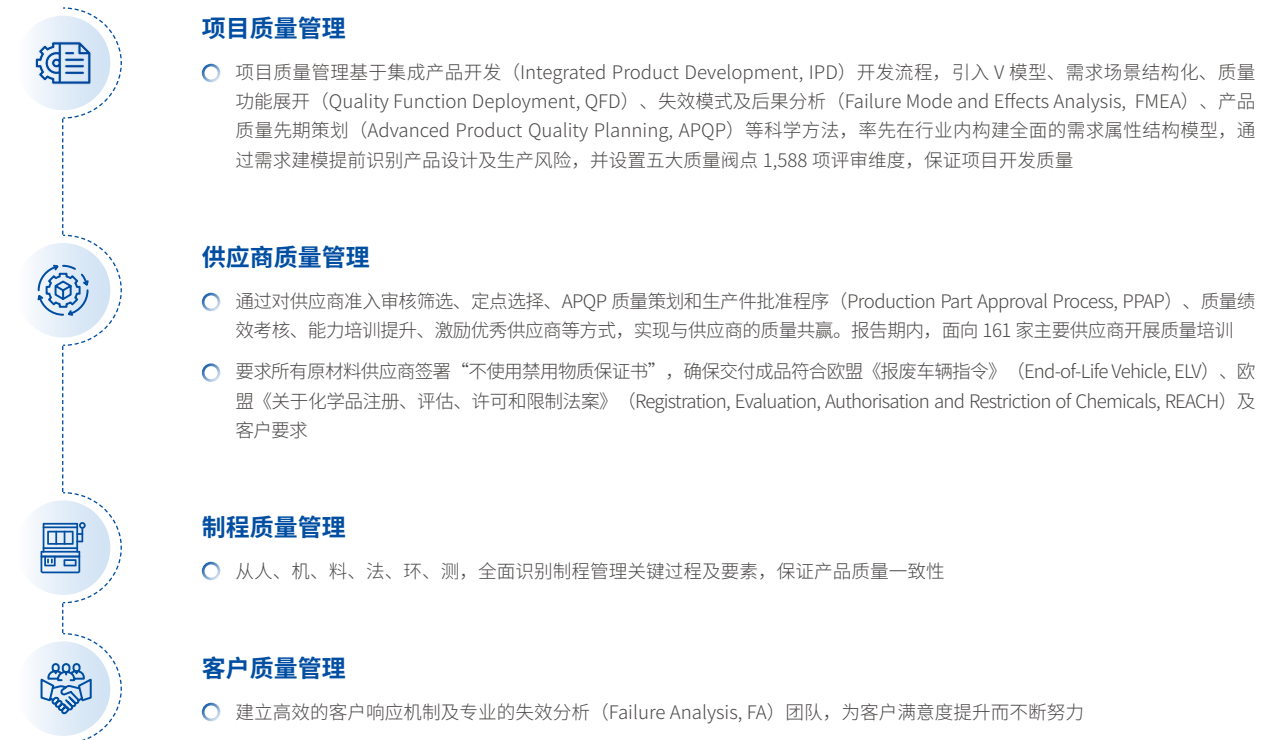 项目质量管理
项目质量管理基于集成产品开发（Integrated Product Development, IPD）开发流程，引入 V 模型、需求场景结构化、质量
功能展开（Quality Function Deployment, QFD）、失效模式及后果分析（Failure Mode and Effects Analysis, FMEA）、产品
质量先期策划（Advanced Product Quality Planning, APQP）等科学方法，率先在行业内构建全面的需求属性结构模型，通
过需求建模提前识别产品设计及生产风险，并设置五大质量阀点 1,588 项评审维度，保证项目开发质量
供应商质量管理
通过对供应商准入审核筛选、定点选择、APQP 质量策划和生产件批准程序（Production Part Approval Process, PPAP）、质量绩
效考核、能力培训提升、激励优秀供应商等方式，实现与供应商的质量共赢。报告期内，面向 161 家主要供应商开展质量培训
要求所有原材料供应商签署“不使用禁用物质保证书”，确保交付成品符合欧盟《报废车辆指令》（End-of-Life Vehicle, ELV）、欧
盟《关于化学品注册、评估、许可和限制法案》（Registration, Evaluation, Authorisation and Restriction of Chemicals, REACH）及
客户要求
制程质量管理
从人、机、料、法、环、测，全面识别制程管理关键过程及要素，保证产品质量一致性
客户质量管理
建立高效的客户响应机制及专业的失效分析（Failure Analysis, FA）团队，为客户满意度提升而不断努力